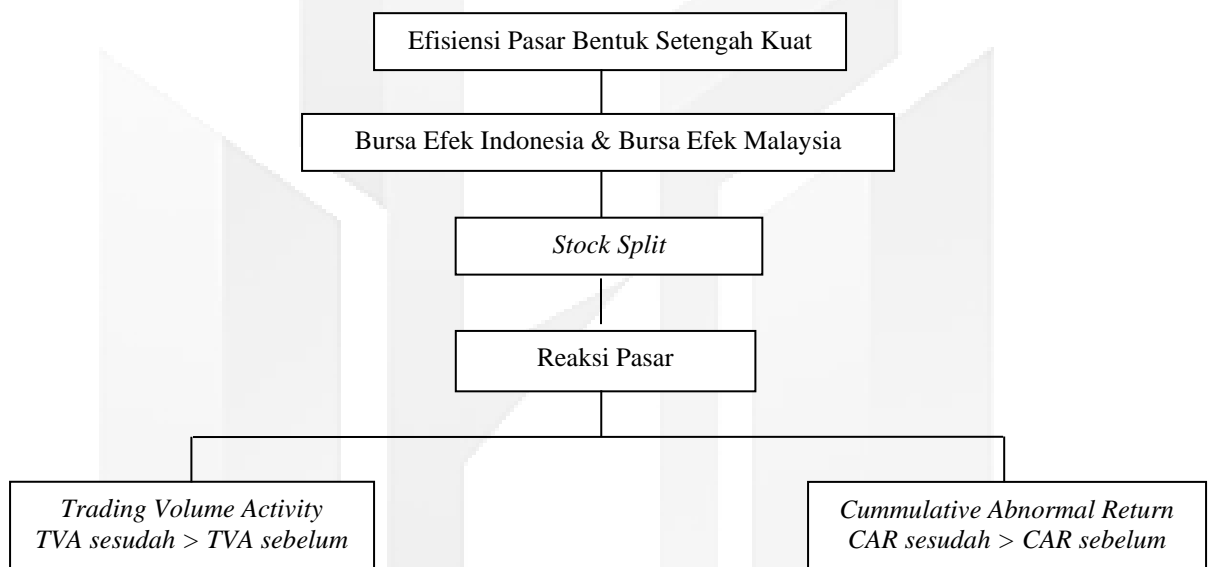 Efisiensi Pasar Bentuk Setengah Kuat
Bursa Efek Indonesia & Bursa Efek Malaysia
Stock Split
Reaksi Pasar
Trading Volume Activity
TVA sesudah > TVA sebelum
Cummulative Abnormal Return
CAR sesudah > CAR sebelum